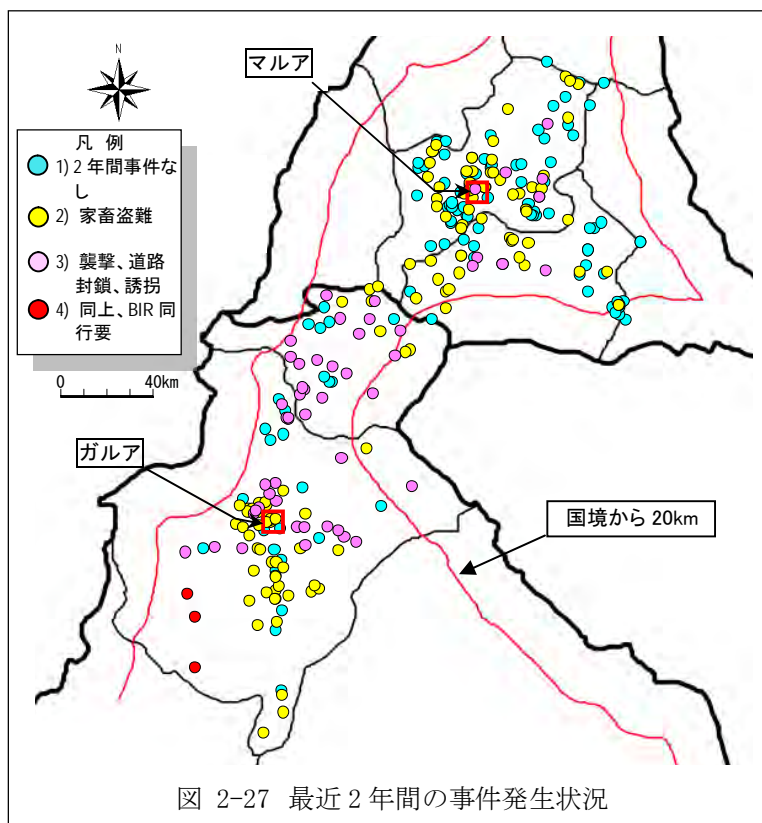 マルア
N
凡 例
1) 2 年間事件な
し
2) 家畜盗難
3) 襲撃、道路
封鎖、誘拐
4) 同上、BIR 同
行要
0 40km
ガルア
国境から 20km
図 2-27 最近 2 年間の事件発生状況